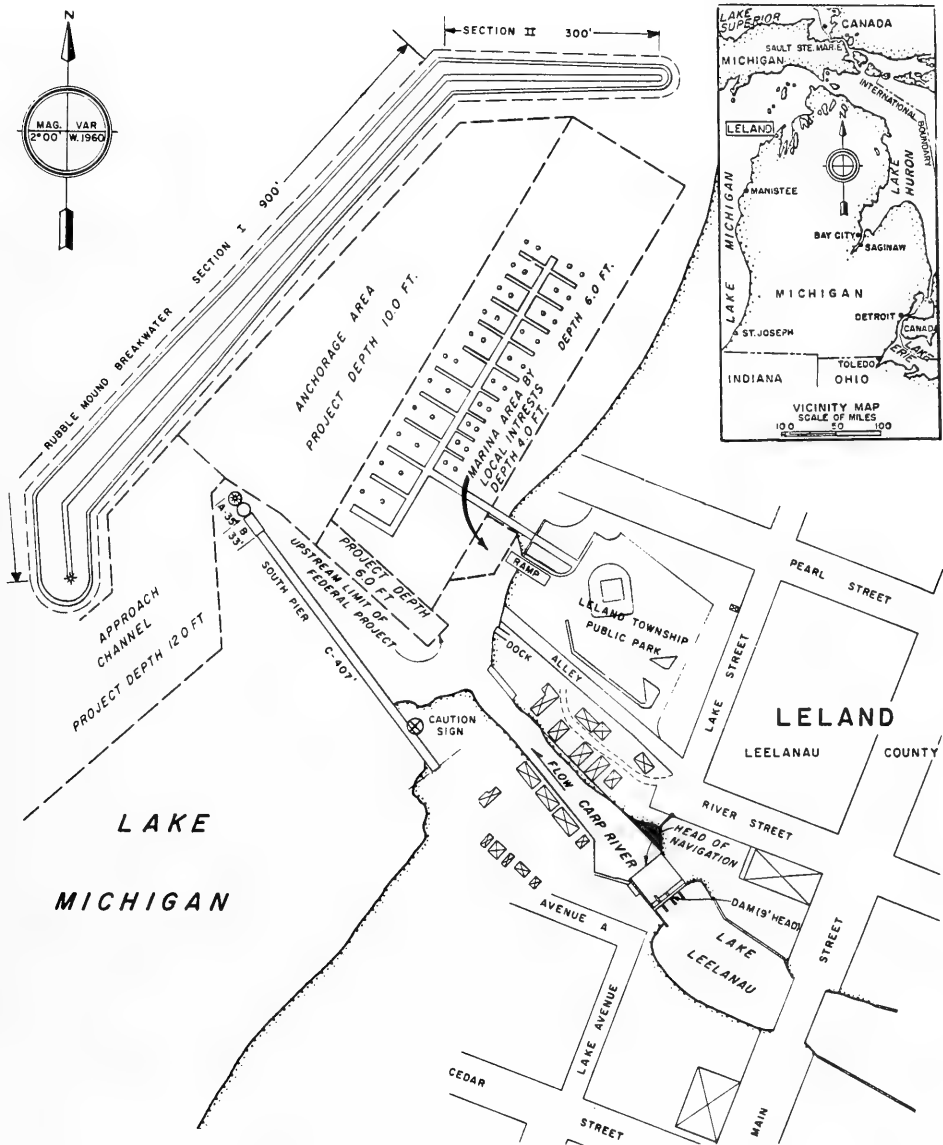 N
MAG. VAR
2°00' W.1960
SECTION II 300'
RUBBLE MOUND BREAKWATER SECTION I 900'
LAKE SUPERIOR
CANADA
SAULT STE. MARIE
MICHIGAN
INTERNATIONAL BOUNDARY
LELAND
LAKE HURON
LAKE MICHIGAN
MANISTEE
BAY CITY
SAGINAW
MICHIGAN
DETROIT
CANADA
ST. JOSEPH
LAKE ERIE
TOLEDO
INDIANA
OHIO
VICINITY MAP
SCALE OF MILES
100 0 50 100
ANCHORAGE AREA
PROJECT DEPTH 10.0 FT.
DEPTH 6.0 FT.
MARINA AREA BY
LOCAL INTRESTS
DEPTH 4.0 FT.
A-35'
B
33'
SOUTH PIER
C-407'
PROJECT DEPTH
6.0 FT.
UPSTREAM LIMIT OF
FEDERAL PROJECT
APPROACH
CHANNEL
PROJECT DEPTH 12.0 FT
RAMP
LELAND TOWNSHIP
PUBLIC PARK
PEARL STREET
DOCK
ALLEY
LAKE STREET
CAUTION
SIGN
LELAND
LEELANAU COUNTY
FLOW
CARP RIVER
RIVER STREET
HEAD OF
NAVIGATION
LAKE
MICHIGAN
DAM (9' HEAD)
AVENUE A
LAKE
LEELANAU
LAKE AVENUE
MAIN STREET
CEDAR STREET